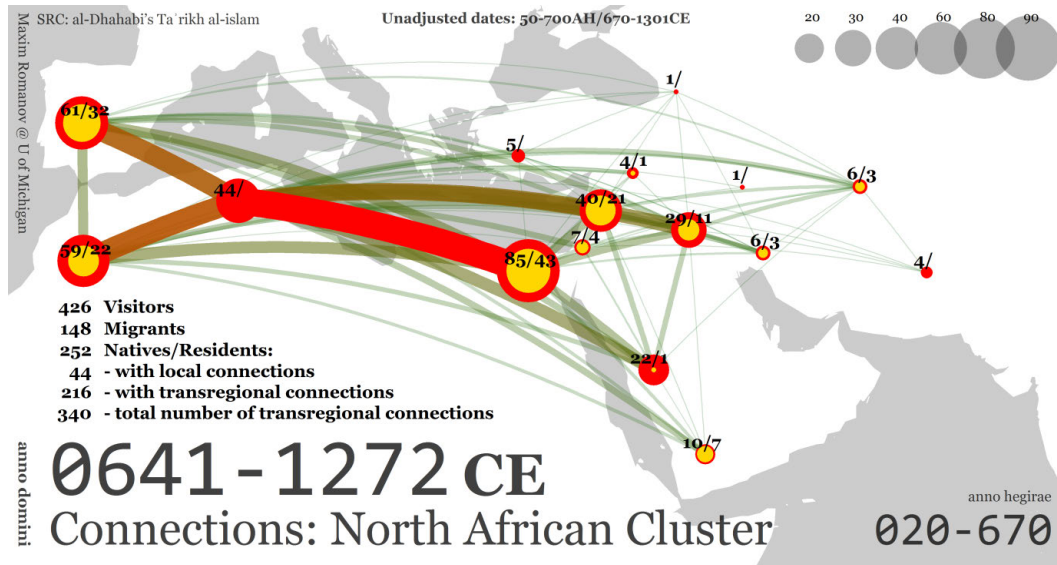 SRC: al-Dhahabi's Taʾrikh al-islam
Unadjusted dates: 50-700AH/670-1301CE
20 30 40 60 80 90
Maxim Romanov @ U of Michigan
1/
61/32
5/
4/1
1/
6/3
44/
40/21
29/11
7/4
6/3
59/22
85/43
4/
22/1
10/7
426 Visitors
148 Migrants
252 Natives/Residents:
44 - with local connections
216 - with transregional connections
340 - total number of transregional connections
anno domini
0641-1272 CE
Connections: North African Cluster
anno hegirae
020-670